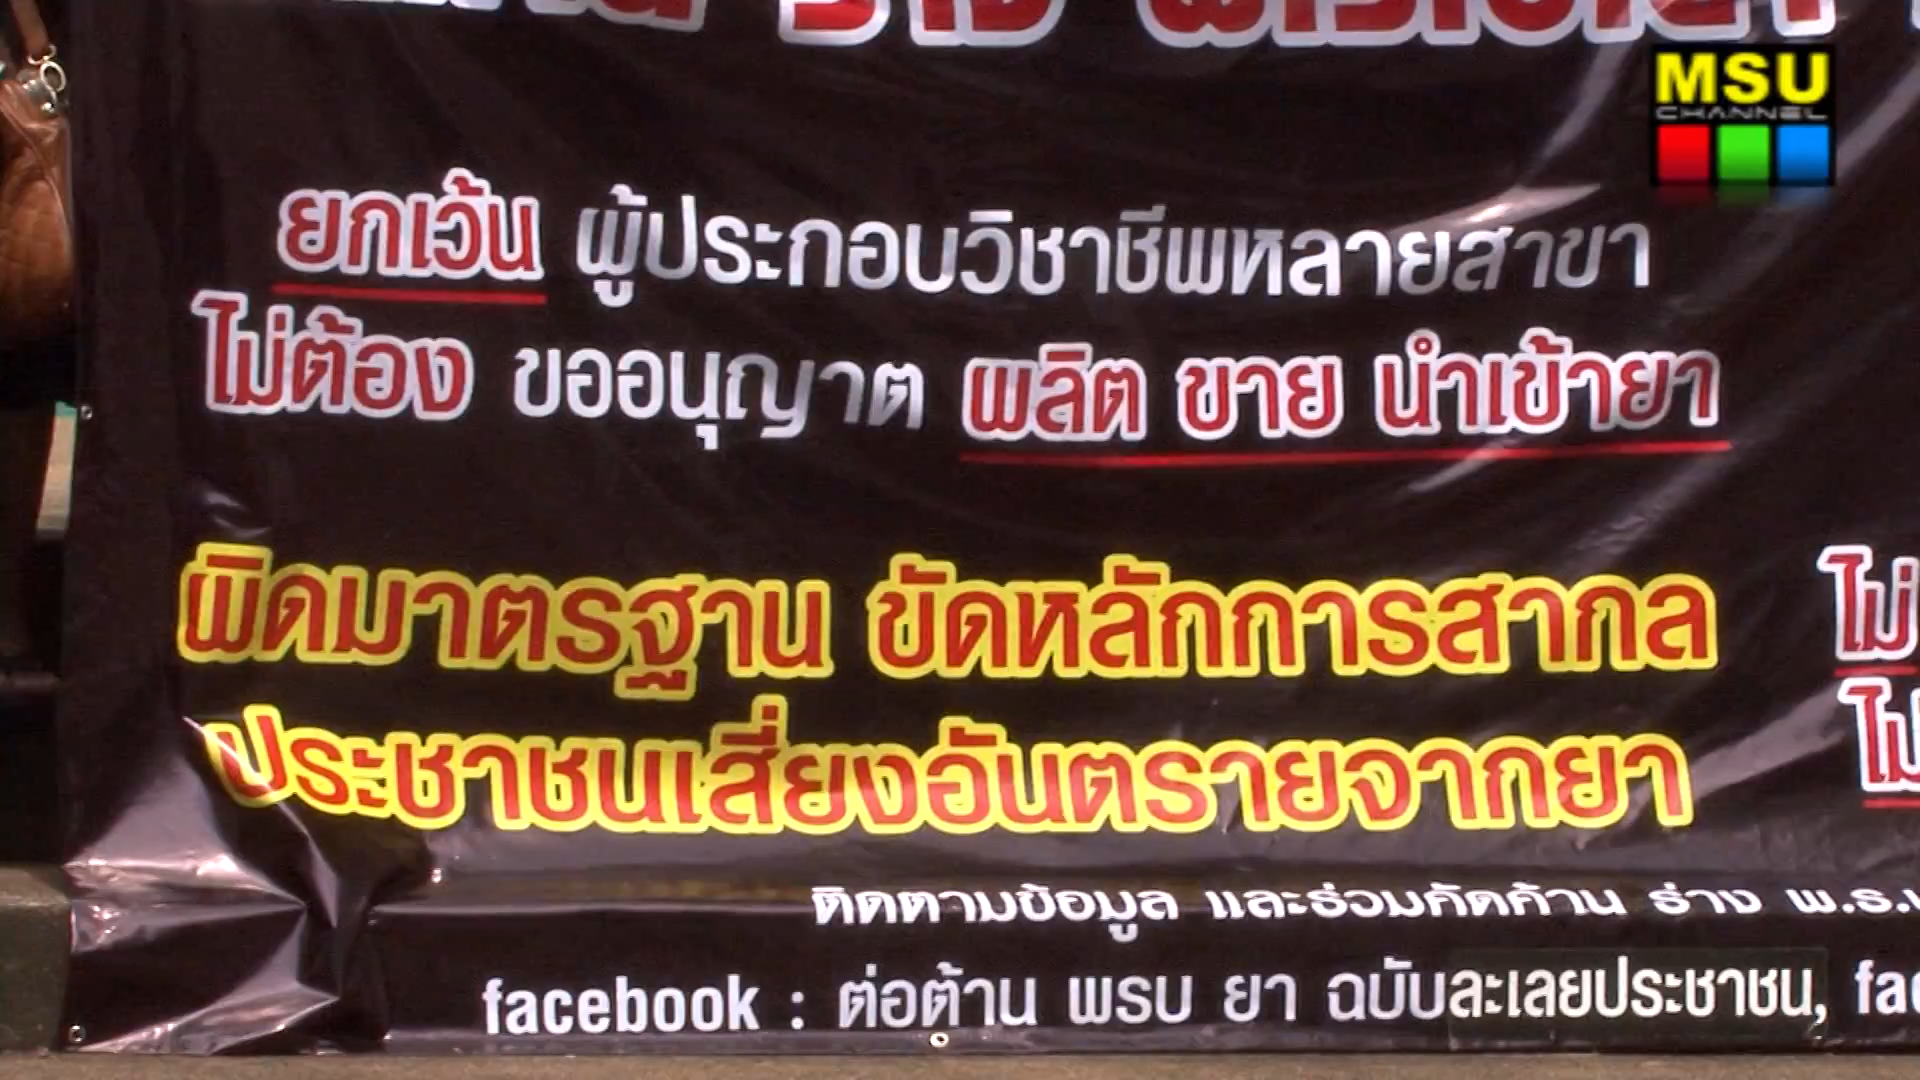 MSU
CHANNEL
ยกเว้น ผู้ประกอบวิชาชีพหลายสาขา
ไม่ต้อง ขออนุญาต ผลิต ขาย นำเข้ายา
ผิดมาตรฐาน ขัดหลักการสากล
ไม่
ประชาชนเสี่ยงอันตรายจากยา
ติดตามข้อมูล และร่วมคัดค้าน ร่าง พ.ร.บ
facebook : ต่อต้าน พรบ ยา ฉบับละเลยประชาชน,